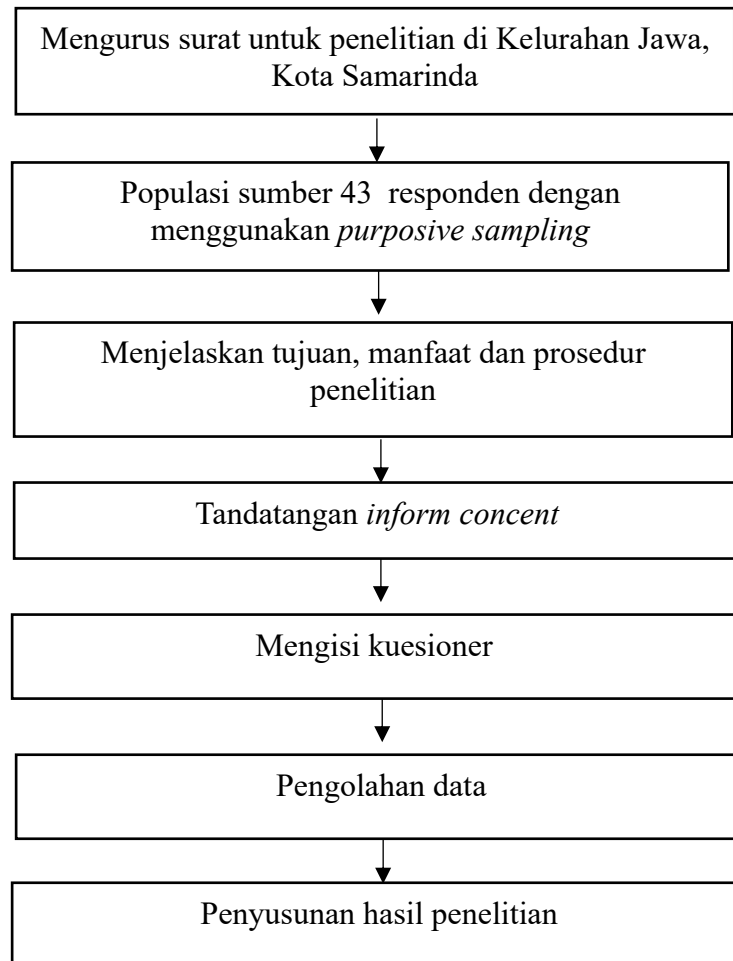 Mengurus surat untuk penelitian di Kelurahan Jawa,
Kota Samarinda
Populasi sumber 43 responden dengan
menggunakan purposive sampling
Menjelaskan tujuan, manfaat dan prosedur
penelitian
Tandatangan inform concent
Mengisi kuesioner
Pengolahan data
Penyusunan hasil penelitian